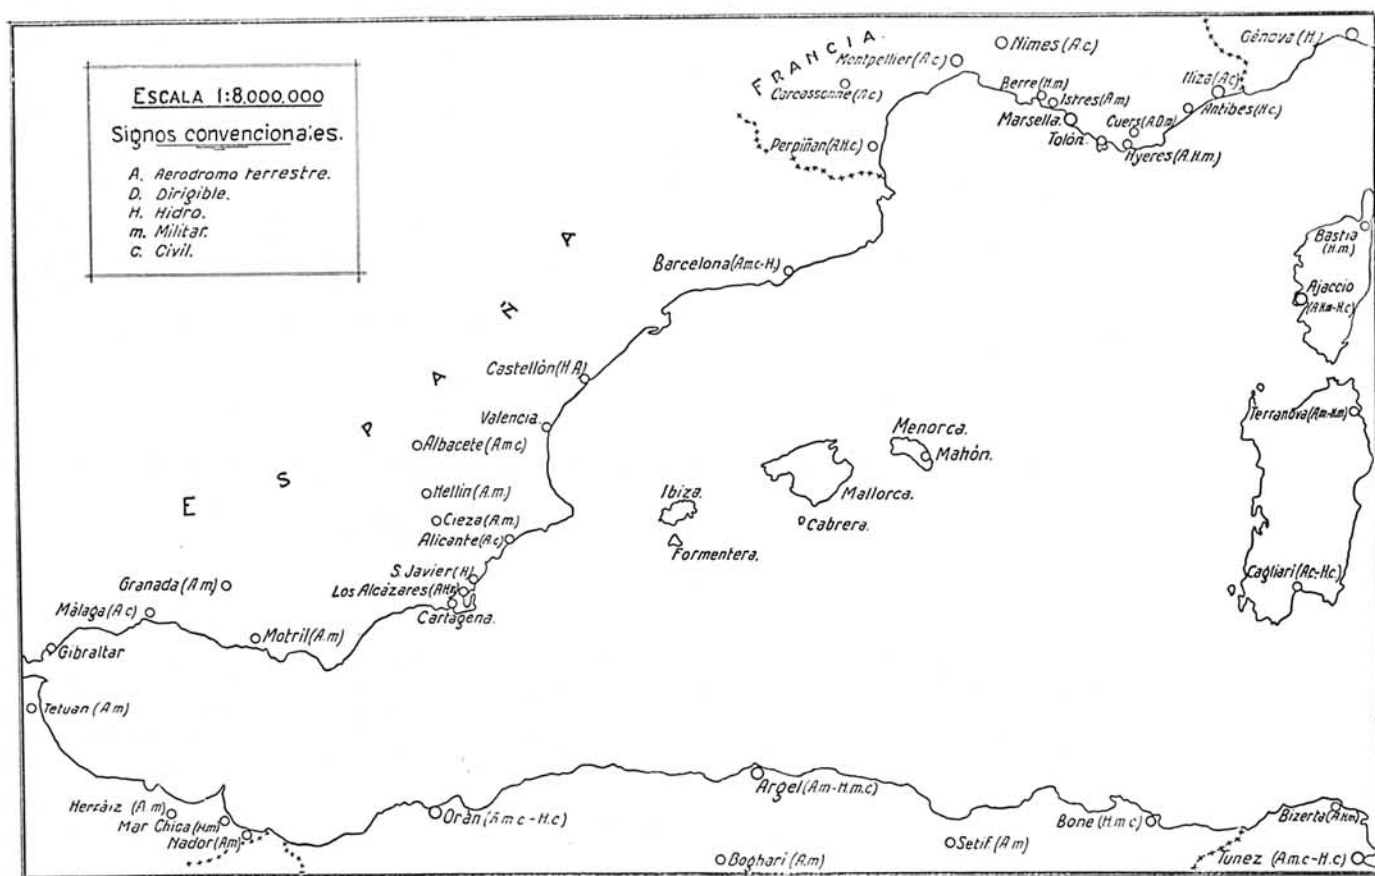 ESCALA 1:8,000,000
Signos convencionales.
A. Aerodromo terrestre.
D. Dirigible.
H. Hidro.
m. Militar.
C. Civil.
FRANCIA.
Nimes (A.c)
Montpellier (A.c)
Carcassonne (A.c)
Perpiñan (A.H.c)
Génova (H.)
Niza (A.c)
Berre (H.m)
Istres (A.m)
Marsella.
Cuers (A.D.m)
Antibes (H.c)
Tolón.
Hyeres (A.H.m.)
Bastia
(H.m.)
Ajaccio
(A.H.m-H.c)
Barcelona (A.m.c-H.)
ESPAÑA
Castellón (H A)
Valencia.
Albacete (A.m c)
Hellin (A.m.)
Cieza (A.m.)
Alicante (A.c)
S. Javier (H)
Los Alcázares
Cartagena.
Granada (A m)
Málaga (A c)
Motril (A.m)
Gibraltar
Menorca.
Mahón.
Mallorca.
Ibiza.
Cabrera.
Formentera.
Terranova (A.m-H.m)
Cagliari (A.c-H.c.)
Tetuan (A m)
Herráiz (A.m)
Mar Chica (H.m)
Nador (A.m)
Orán (A.m.c - H.c)
Argel (A.m-H.m.c)
Boghari (A.m)
Setif. (A m)
Bone (H.m c)
Bizerta (A.H.m)
Tunez (A.m.c-H.c)